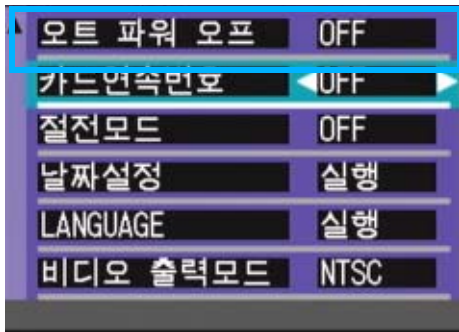 오트 파워 오프 OFF
카드연속번호 OFF
절전모드 OFF
날짜설정 실행
LANGUAGE 실행
비디오 출력모드 NTSC